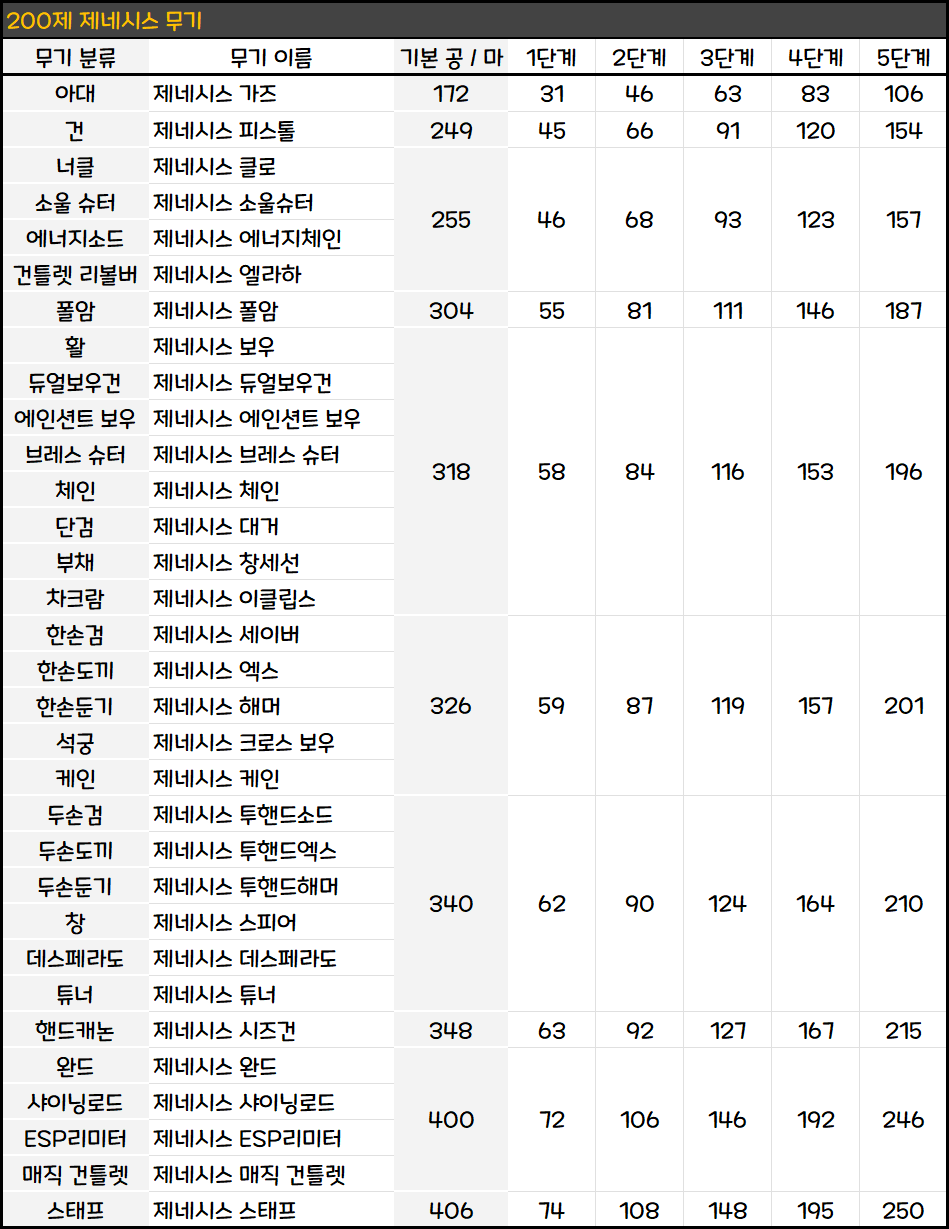 200제 제네시스 무기
무기 분류 무기 이름 기본 공 / 마 1단계 2단계 3단계 4단계 5단계
아대 제네시스 가즈 172 31 46 63 83 106
건 제네시스 피스톨 249 45 66 91 120 154
너클 제네시스 클로
소울 슈터 제네시스 소울슈터
255 46 68 93 123 157
에너지소드 제네시스 에너지체인
건틀렛 리볼버 제네시스 엘라하
폴암 제네시스 폴암 304 55 81 111 146 187
활 제네시스 보우
듀얼보우건 제네시스 듀얼보우건
에인션트 보우 제네시스 에인션트 보우
브레스 슈터 제네시스 브레스 슈터
318 58 84 116 153 196
체인 제네시스 체인
단검 제네시스 대거
부채 제네시스 창세선
차크람 제네시스 이클립스
한손검 제네시스 세이버
한손도끼 제네시스 엑스
한손둔기 제네시스 해머 326 59 87 119 157 201
석궁 제네시스 크로스 보우
케인 제네시스 케인
두손검 제네시스 투핸드소드
두손도끼 제네시스 투핸드엑스
두손둔기 제네시스 투핸드해머
340 62 90 124 164 210
창 제네시스 스피어
데스페라도 제네시스 데스페라도
튜너 제네시스 튜너
핸드캐논 제네시스 시즈건 348 63 92 127 167 215
완드 제네시스 완드
샤이닝로드 제네시스 샤이닝로드
400 72 106 146 192 246
ESP리미터 제네시스 ESP리미터
매직 건틀렛 제네시스 매직 건틀렛
스태프 제네시스 스태프 406 74 108 148 195 250